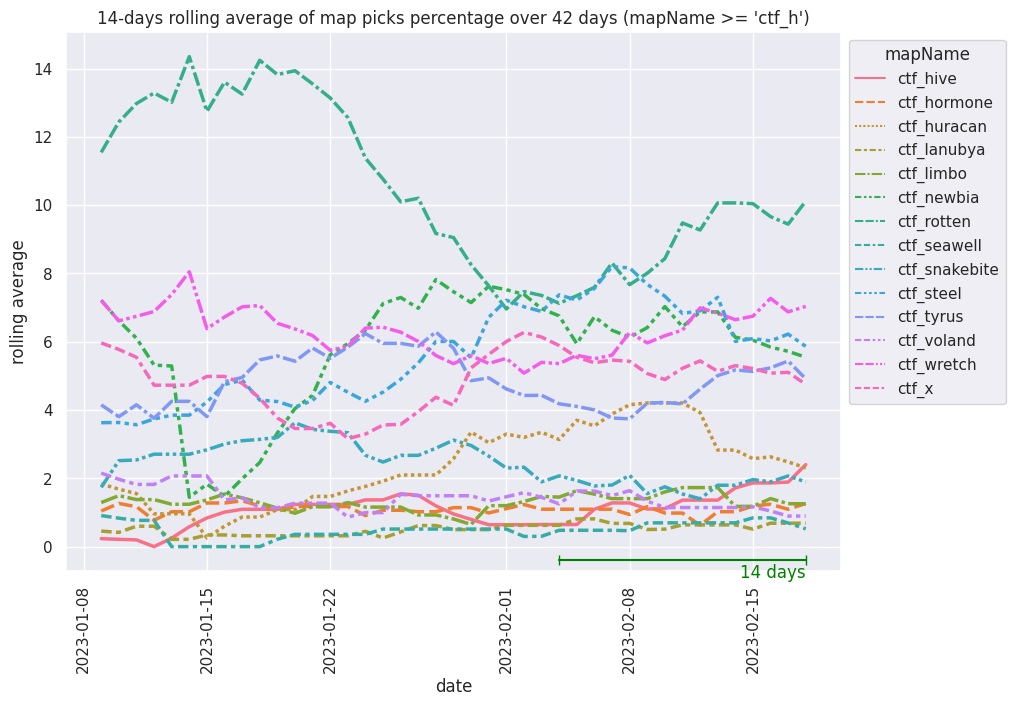 14-days rolling average of map picks percentage over 42 days (mapName >= 'ctf_h')
rolling average
14
12
10
8
6
4
2
0
2023-01-08
2023-01-15
2023-01-22
2023-02-01
2023-02-08
2023-02-15
date
14 days
mapName
ctf_hive
ctf_hormone
ctf_huracan
ctf_lanubya
ctf_limbo
ctf_newbia
ctf_rotten
ctf_seawell
ctf_snakebite
ctf_steel
ctf_tyrus
ctf_voland
ctf_wretch
ctf_x